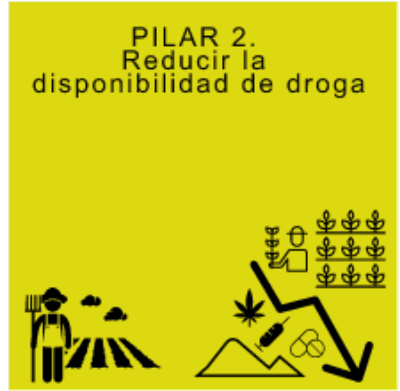 PILAR 2.
Reducir la
disponibilidad de droga